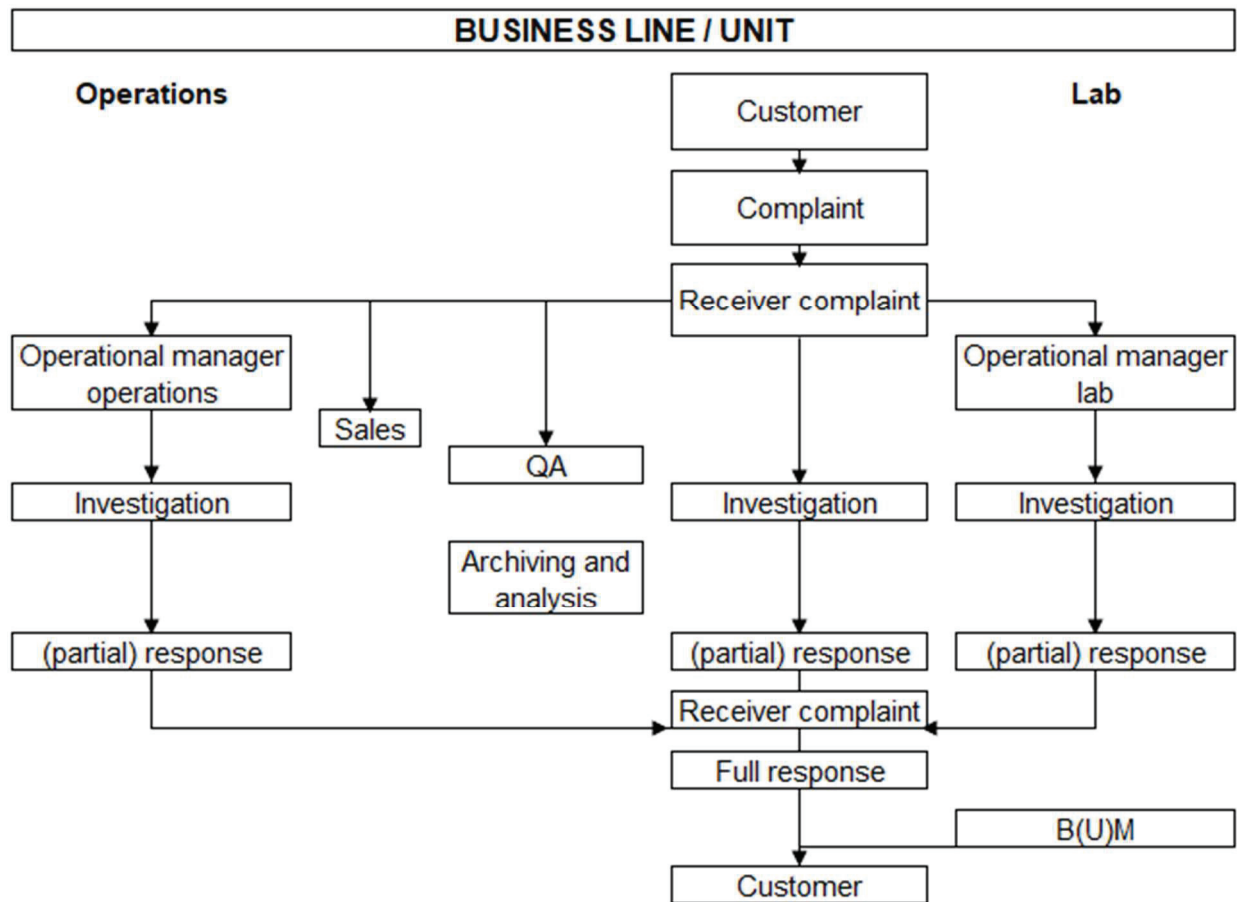 BUSINESS LINE / UNIT
Operations
Lab
Customer
Complaint
Receiver complaint
Operational manager
operations
Operational manager
lab
Sales
QA
Investigation
Investigation
Investigation
Archiving and
analysis
(partial) response
(partial) response
(partial) response
Receiver complaint
Full response
B(U)M
Customer